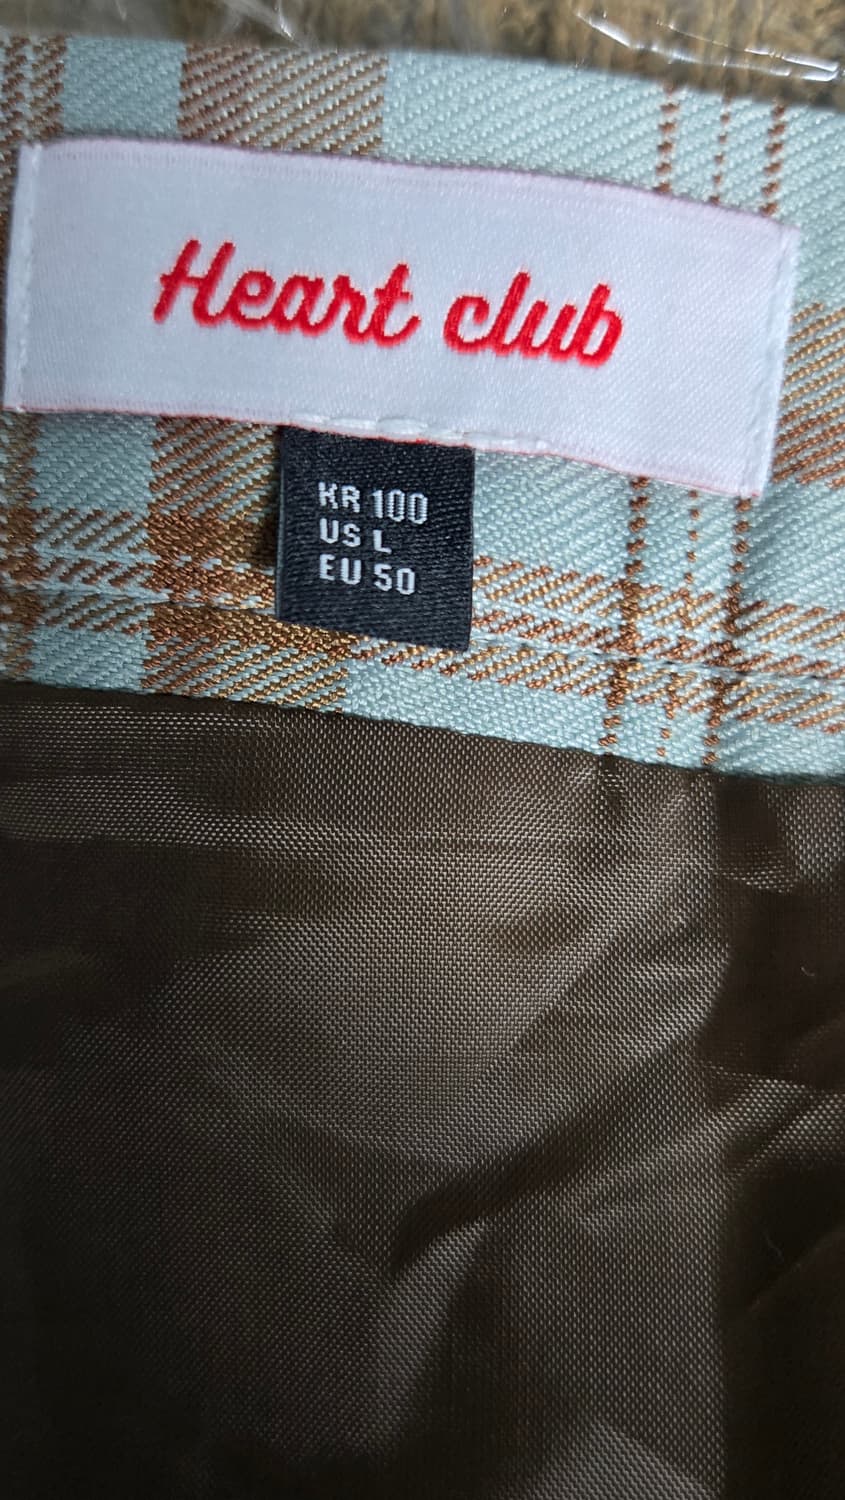 Heart club
KR 100
US L
EU 50